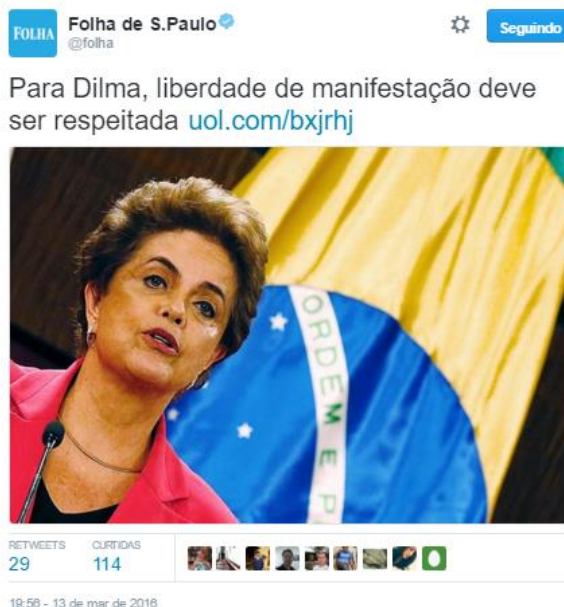 FOLHA
Folha de S.Paulo
@folha
Seguindo
Para Dilma, liberdade de manifestação deve
ser respeitada uol.com/bxjrhj
ORDEM E P
RETWEETS
CURTIDAS
29
114
19:56 - 13 de mar de 2016